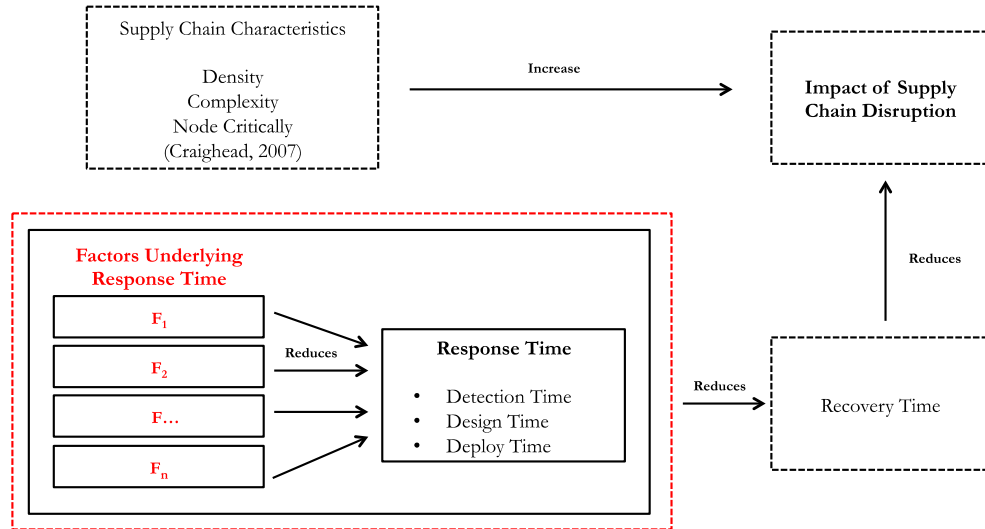 Supply Chain Characteristics
Density
Complexity
Node Critically
(Craighead, 2007)
Increase
Impact of Supply
Chain Disruption
Reduces
Factors Underlying
Response Time
F1
F2
F…
Fn
Reduces
Response Time
• Detection Time
• Design Time
• Deploy Time
Reduces
Recovery Time